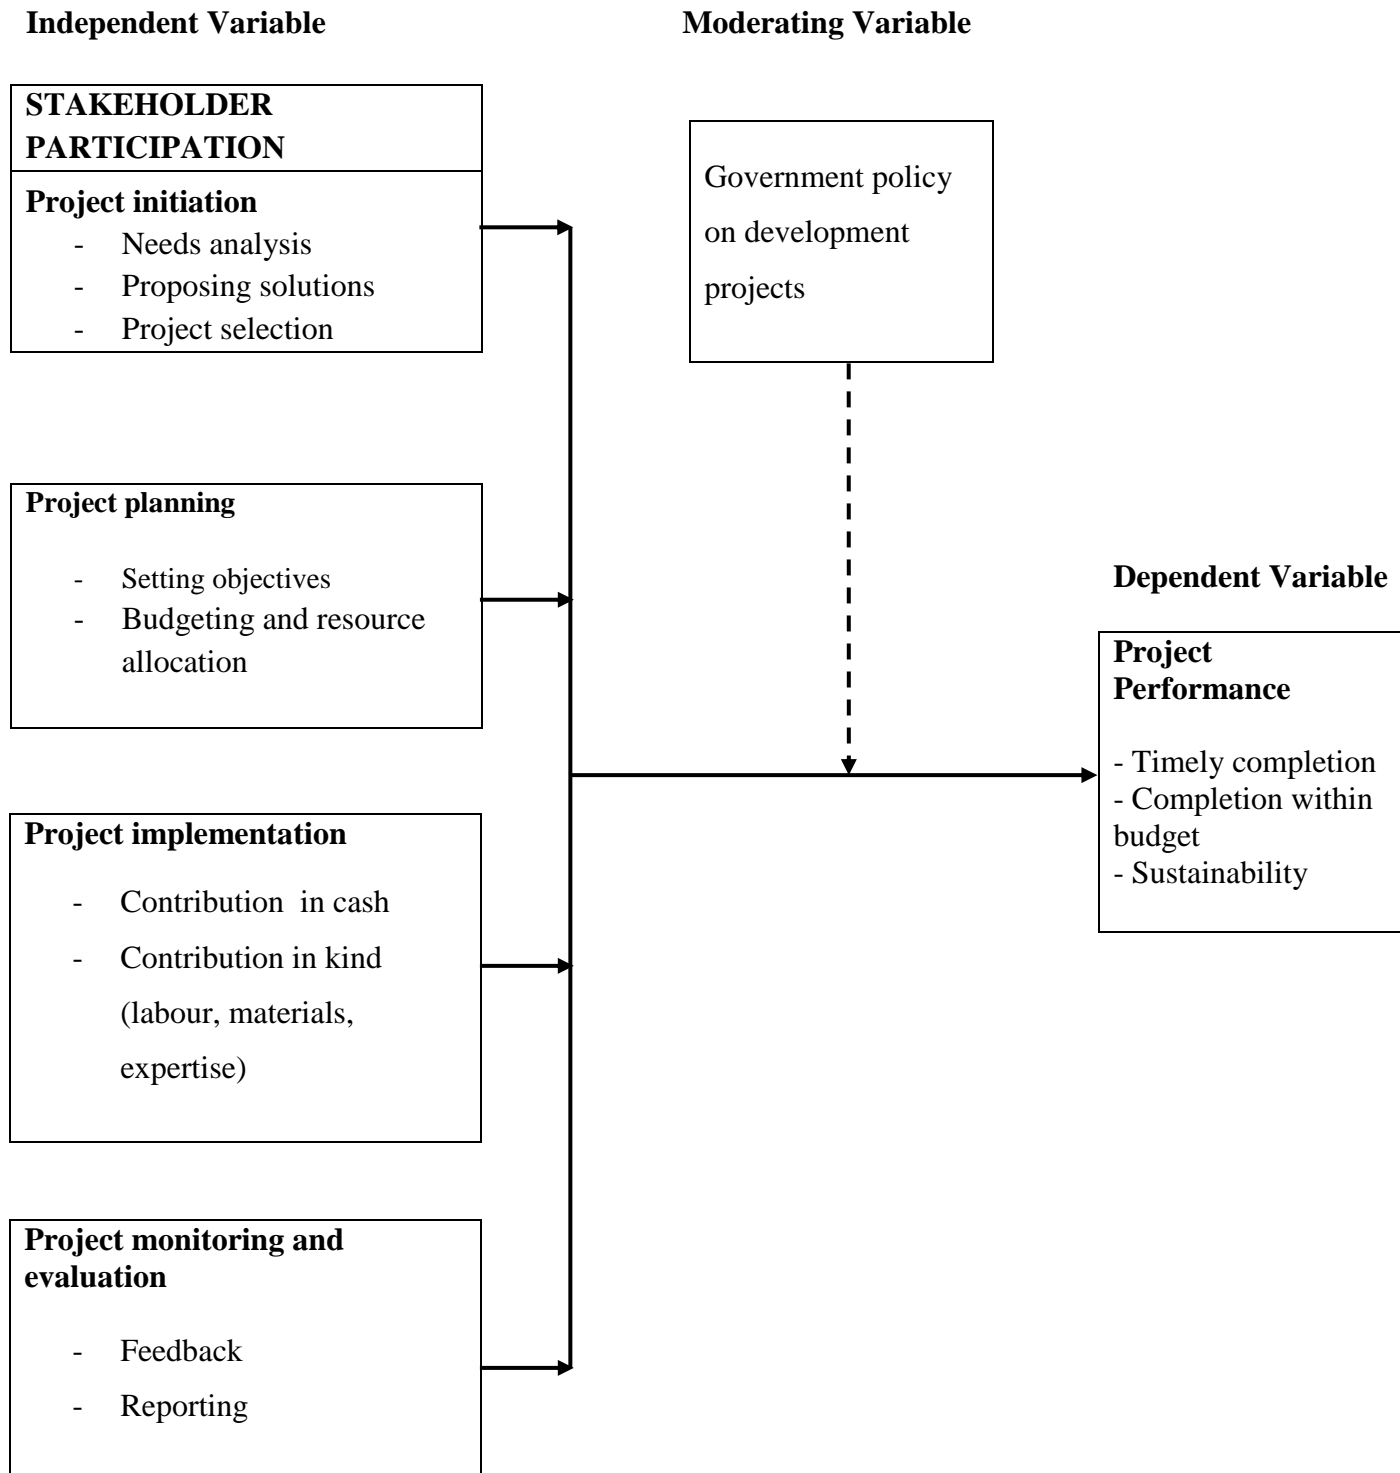 Independent Variable
Moderating Variable
STAKEHOLDER
PARTICIPATION
Project initiation
- Needs analysis
- Proposing solutions
- Project selection
Government policy
on development
projects
Project planning
- Setting objectives
- Budgeting and resource
allocation
Dependent Variable
Project
Performance
- Timely completion
- Completion within
budget
- Sustainability
Project implementation
- Contribution in cash
- Contribution in kind
(labour, materials,
expertise)
Project monitoring and
evaluation
- Feedback
- Reporting